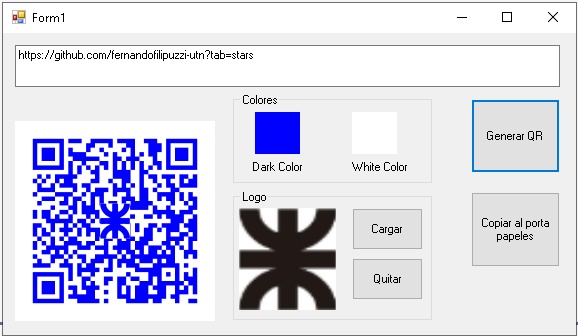 Form1
https://github.com/fernandofilipuzzi-utn?tab=stars
Colores
Dark Color
White Color
Generar QR
Logo
Cargar
Quitar
Copiar al porta
papeles